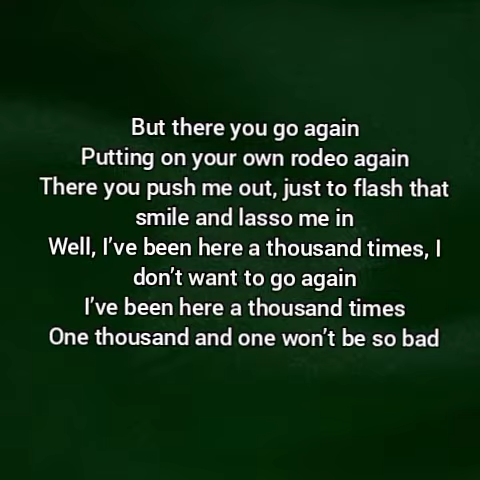 But there you go again
Putting on your own rodeo again
There you push me out, just to flash that
smile and lasso me in
Well, I've been here a thousand times, I
don't want to go again
I've been here a thousand times
One thousand and one won't be so bad